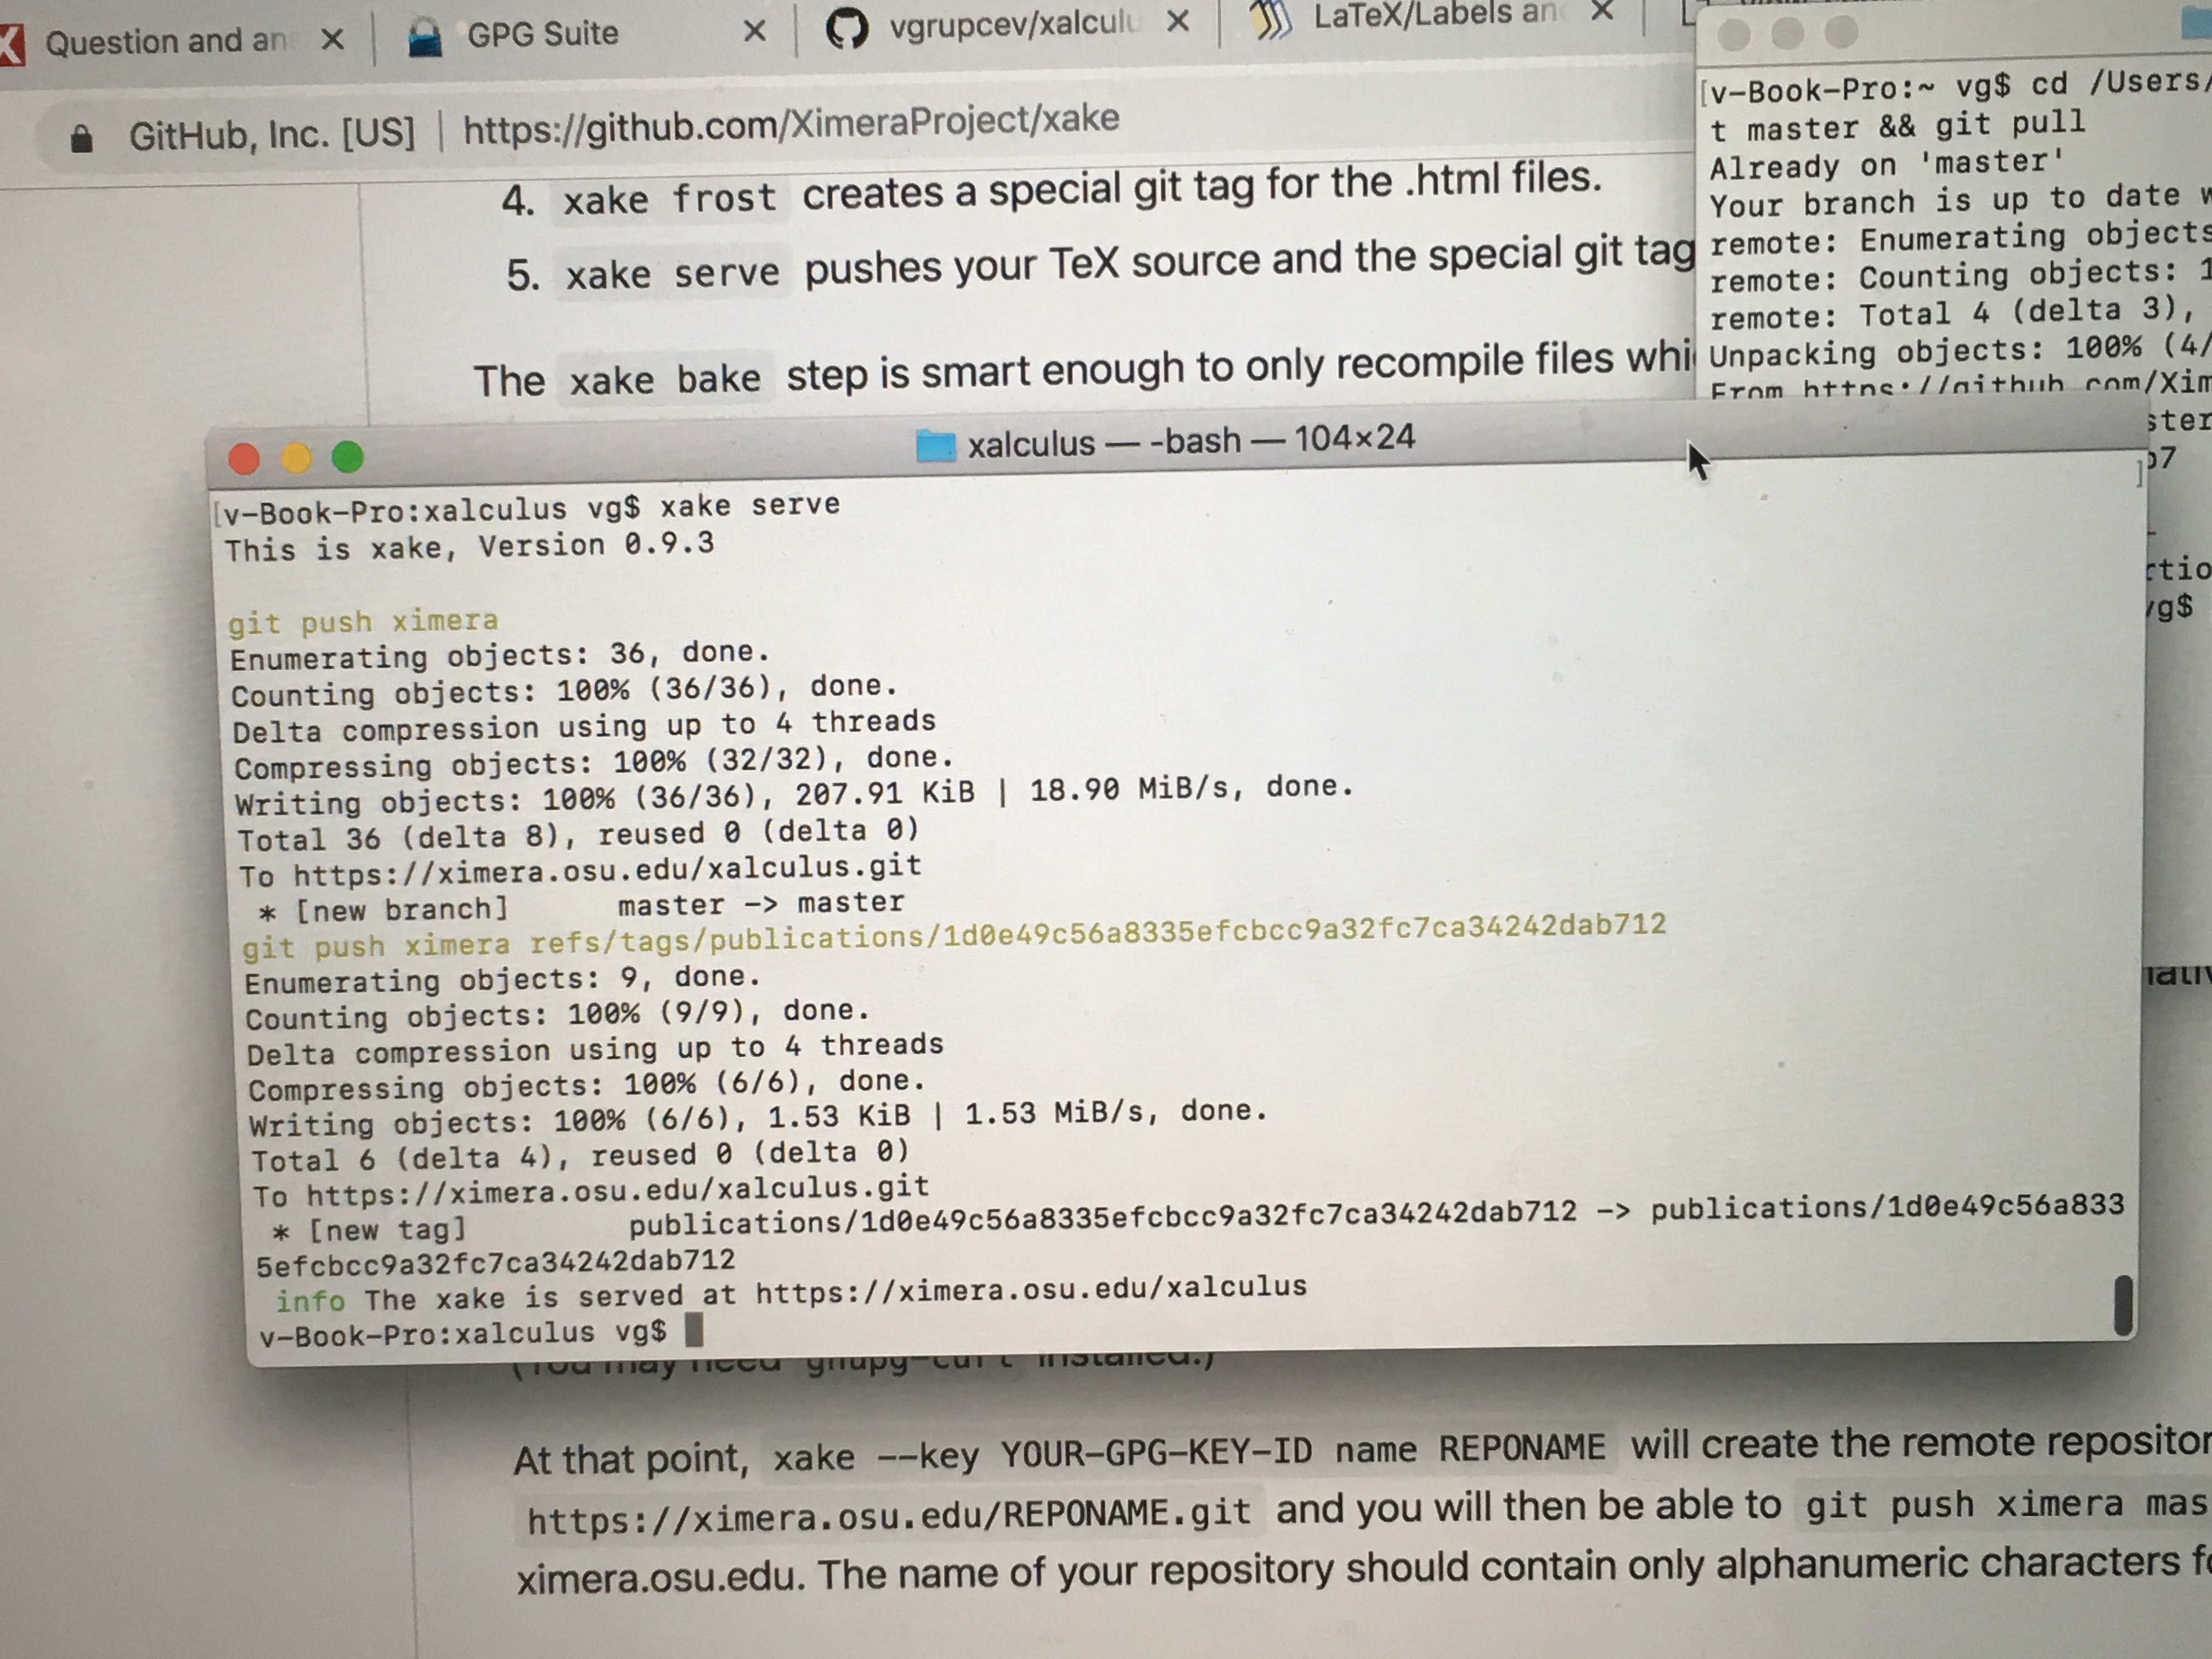 Question and an
GPG Suite
vgrupcev/xalculu
LaTeX/Labels an
GitHub, Inc. [US] | https://github.com/XimeraProject/xake
4. xake frost creates a special git tag for the .html files.
5. xake serve pushes your TeX source and the special git tag
The xake bake step is smart enough to only recompile files whi
[v-Book-Pro:~ vg$ cd /Users/
t master && git pull
Already on 'master'
Your branch is up to date w
remote: Enumerating objects
remote: Counting objects: 1
remote: Total 4 (delta 3),
Unpacking objects: 100% (4/
From https://github.com/Xim
ster
b7
rtio
vg$
xalculus — -bash — 104×24
[v-Book-Pro:xalculus vg$ xake serve ]
This is xake, Version 0.9.3
git push ximera
Enumerating objects: 36, done.
Counting objects: 100% (36/36), done.
Delta compression using up to 4 threads
Compressing objects: 100% (32/32), done.
Writing objects: 100% (36/36), 207.91 KiB | 18.90 MiB/s, done.
Total 36 (delta 8), reused 0 (delta 0)
To https://ximera.osu.edu/xalculus.git
* [new branch] master -> master
git push ximera refs/tags/publications/1d0e49c56a8335efcbcc9a32fc7ca34242dab712
Enumerating objects: 9, done.
Counting objects: 100% (9/9), done.
Delta compression using up to 4 threads
Compressing objects: 100% (6/6), done.
Writing objects: 100% (6/6), 1.53 KiB | 1.53 MiB/s, done.
Total 6 (delta 4), reused 0 (delta 0)
To https://ximera.osu.edu/xalculus.git
* [new tag] publications/1d0e49c56a8335efcbcc9a32fc7ca34242dab712 -> publications/1d0e49c56a833
5efcbcc9a32fc7ca34242dab712
info The xake is served at https://ximera.osu.edu/xalculus
v-Book-Pro:xalculus vg$
(You may need installed.)
At that point, xake --key YOUR-GPG-KEY-ID name REPONAME will create the remote repositor
https://ximera.osu.edu/REPONAME.git and you will then be able to git push ximera mas
ximera.osu.edu. The name of your repository should contain only alphanumeric characters fo